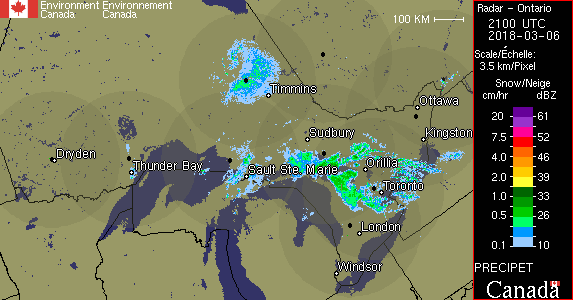 Environment Environnement
Canada Canada
100 KM
Timmins
Ottawa
Sudbury
Kingston
Dryden
Thunder Bay
Sault Ste. Marie
Orillia
Toronto
London
Windsor
Radar - Ontario
2100 UTC
2018-03-06
Scale/Échelle:
3.5 km/Pixel
Snow/Neige
cm/hr dBZ
20 61
7.5 57
5.0 52
4.0 46
2.0 39
1.0 33
0.5 26
0.1 10
PRECIPET
Canada